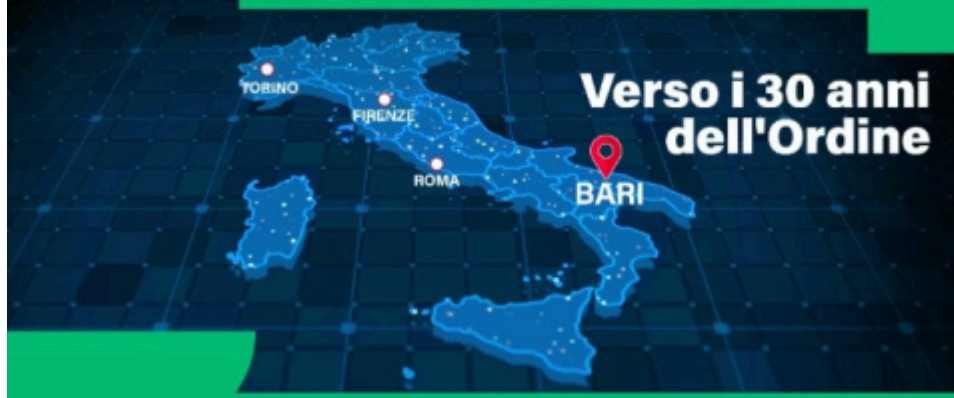 Verso i 30 anni
dell'Ordine
TORINO
FIRENZE
ROMA
BARI